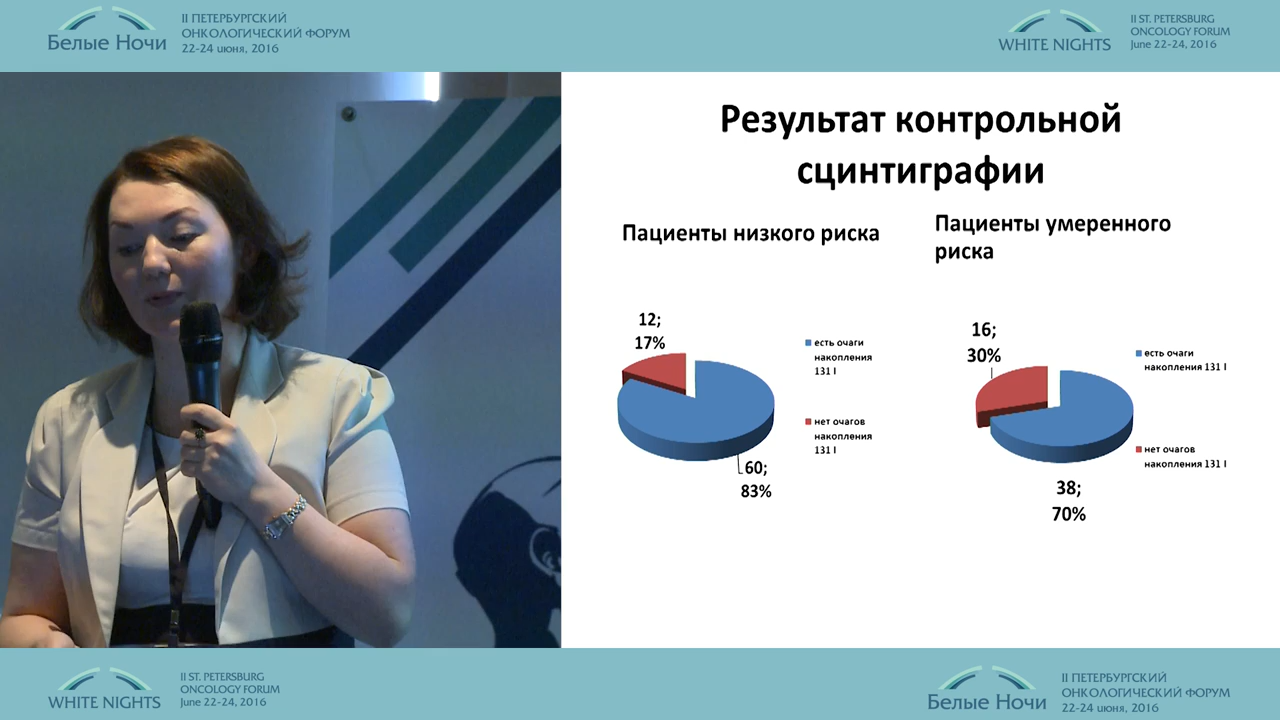 Белые Ночи
II ПЕТЕРБУРГСКИЙ
ОНКОЛОГИЧЕСКИЙ ФОРУМ
22-24 июня, 2016
WHITE NIGHTS
II ST. PETERSBURG
ONCOLOGY FORUM
June 22-24, 2016
Результат контрольной
сцинтиграфии
Пациенты низкого риска
12;
17%
60;
83%
есть очаги
накопления
131 I
нет очагов
накопления
131 I
Пациенты умеренного
риска
16;
30%
38;
70%
есть очаги
накопления 131 I
нет очагов
накопления 131 I
WHITE NIGHTS
II ST. PETERSBURG
ONCOLOGY FORUM
June 22-24, 2016
Белые Ночи
II ПЕТЕРБУРГСКИЙ
ОНКОЛОГИЧЕСКИЙ ФОРУМ
22-24 июня, 2016